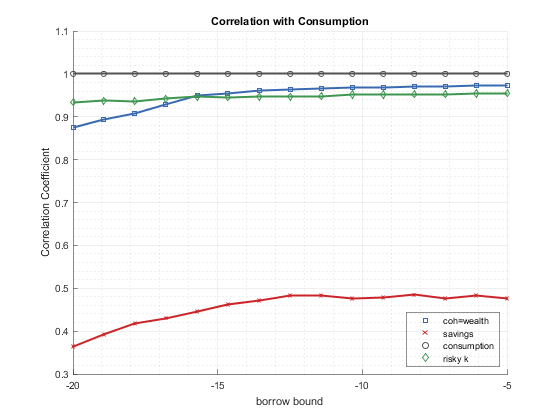 Correlation with Consumption
1.1
1
0.9
0.8
0.7
0.6
0.5
0.4
0.3
Correlation Coefficient
-20
-15
-10
-5
borrow bound
coh=wealth
savings
consumption
risky k